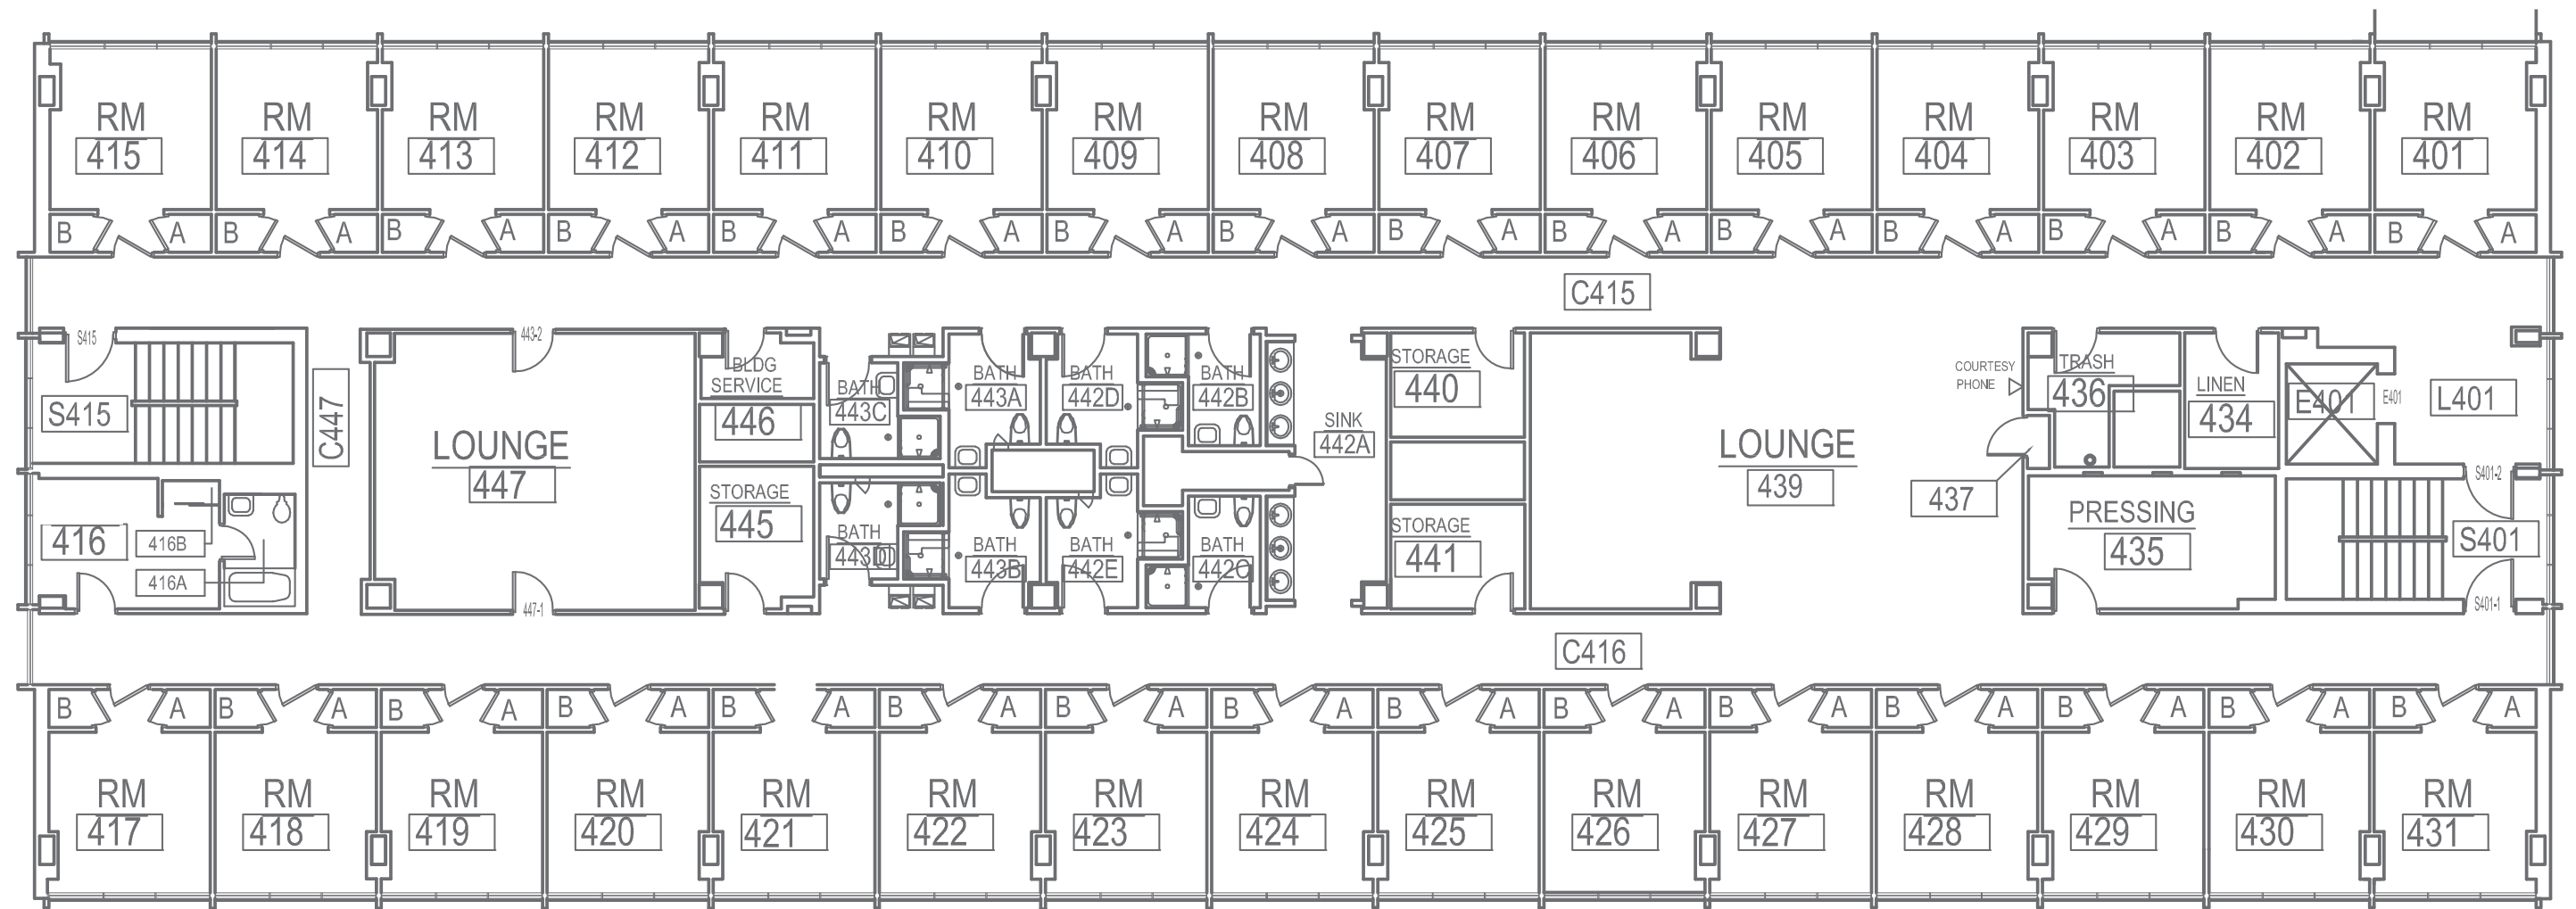 RM RM RM RM RM RM RM RM RM RM RM RM RM RM RM
415 414 413 412 411 410 409 408 407 406 405 404 403 402 401
B A B A B A B A B A B A B A B A B A B A B A B A B A B A B A
C415
S415
443-2
BLDG
SERVICE
446
S415
C447
LOUNGE
447
STORAGE
445
447-1
416
416B
416A
BATH
443C
BATH
443A
BATH
442D
BATH
442B
BATH
443D
BATH
443B
BATH
442E
BATH
442C
SINK
442A
STORAGE
440
STORAGE
441
LOUNGE
439
COURTESY
PHONE
TRASH
436
LINEN
434
E401
E401
L401
437
PRESSING
435
S401-2
S401
S401-1
C416
B A B A B A B A B A B A B A B A B A B A B A B A B A B A B A
RM RM RM RM RM RM RM RM RM RM RM RM RM RM RM
417 418 419 420 421 422 423 424 425 426 427 428 429 430 431